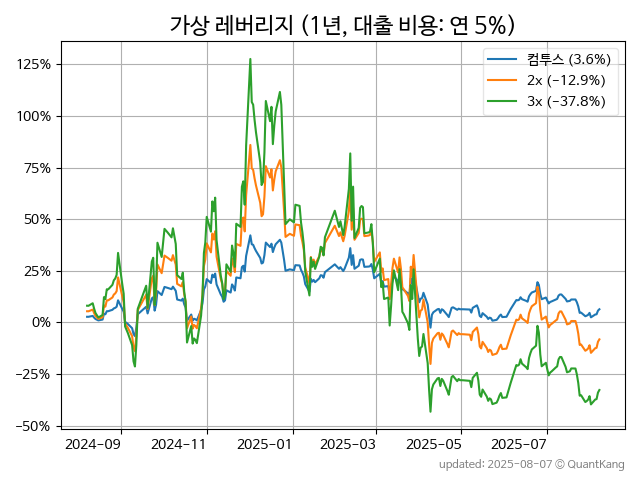 가상 레버리지 (1년, 대출 비용: 연 5%)
컴투스 (3.6%)
2x (−12.9%)
3x (−37.8%)
125%
100%
75%
50%
25%
0%
−25%
−50%
2024-09
2024-11
2025-01
2025-03
2025-05
2025-07
updated: 2025-08-07 © QuantKang